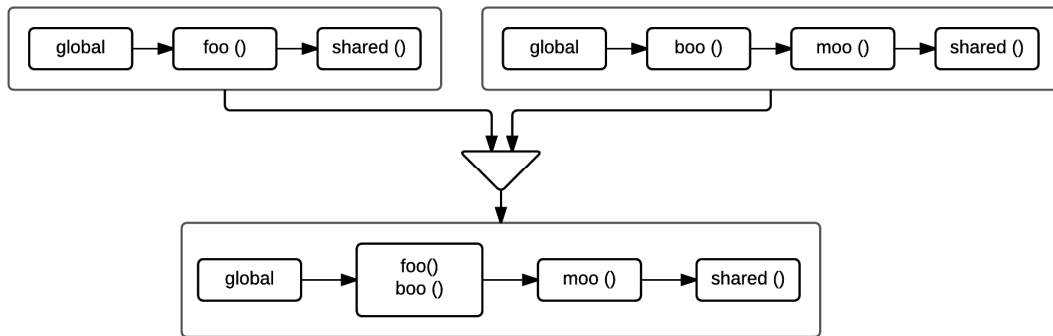 global
foo ()
shared ()
global
boo ()
moo ()
shared ()
global
foo()
boo ()
moo ()
shared ()